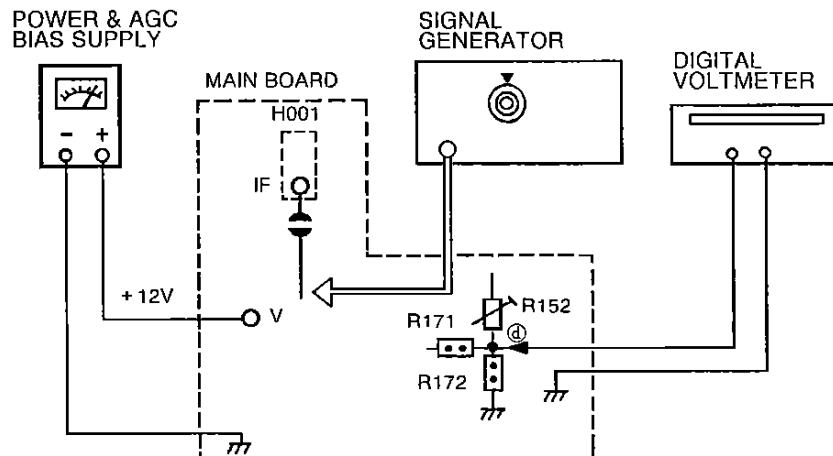 POWER & AGC
BIAS SUPPLY
- +
MAIN BOARD
H001
IF
+12V
V
SIGNAL
GENERATOR
DIGITAL
VOLTMETER
R152
R171
d
R172